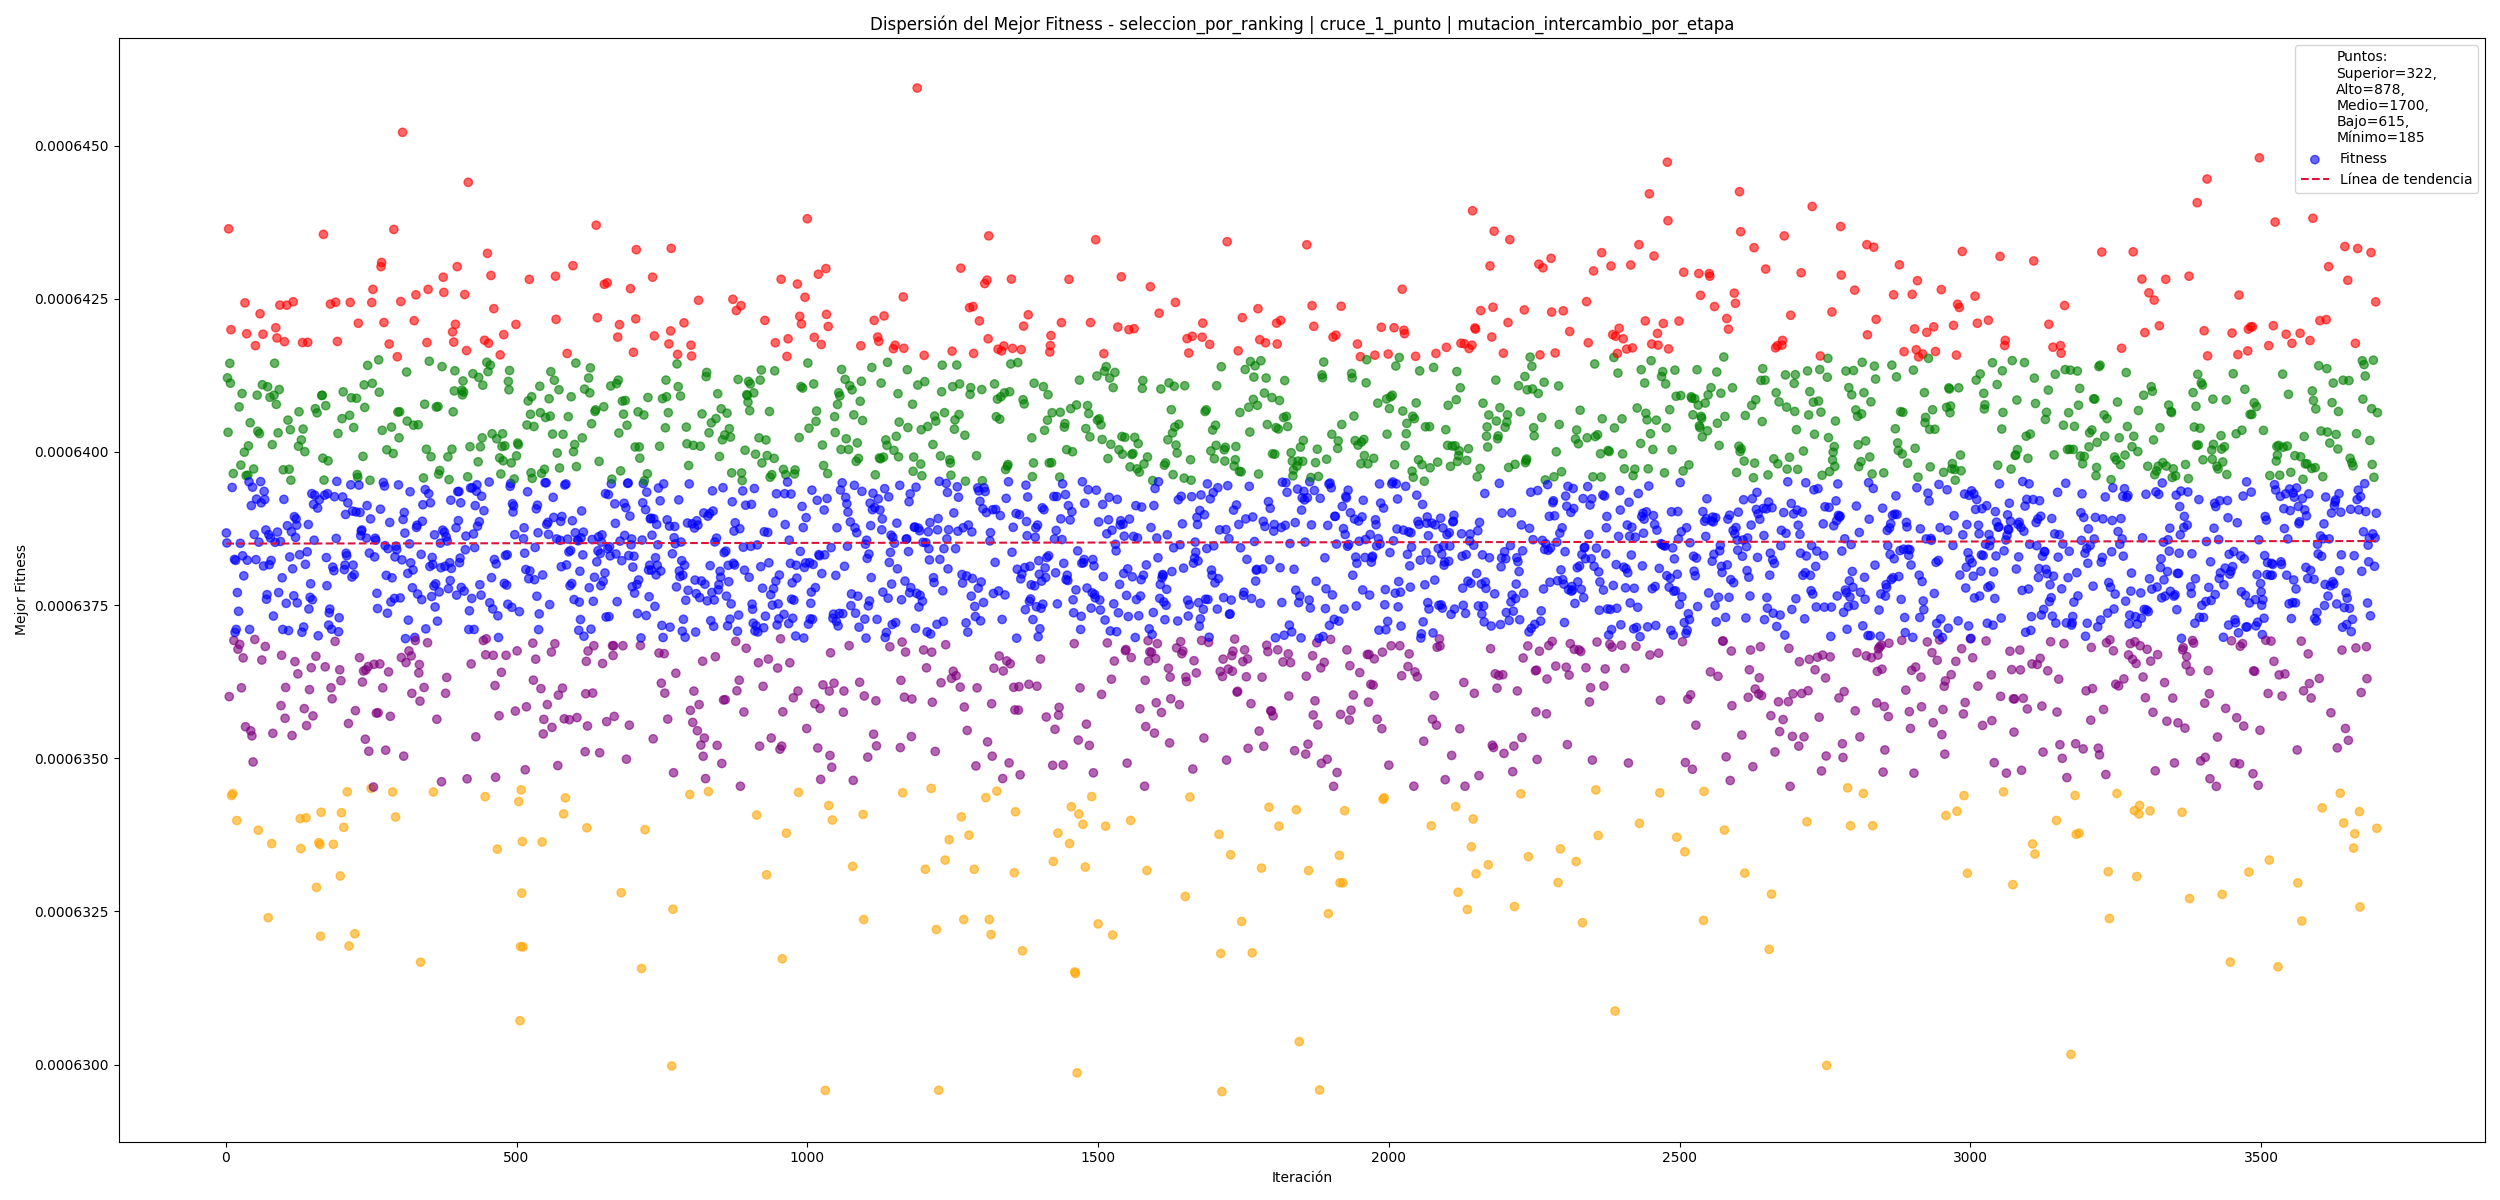 Dispersión del Mejor Fitness - seleccion_por_ranking | cruce_1_punto | mutacion_intercambio_por_etapa
Puntos:
Superior=322,
Alto=878,
Medio=1700,
Bajo=615,
Mínimo=185
Fitness
Línea de tendencia
Mejor Fitness
0.0006450
0.0006425
0.0006400
0.0006375
0.0006350
0.0006325
0.0006300
0 500 1000 1500 2000 2500 3000 3500
Iteración